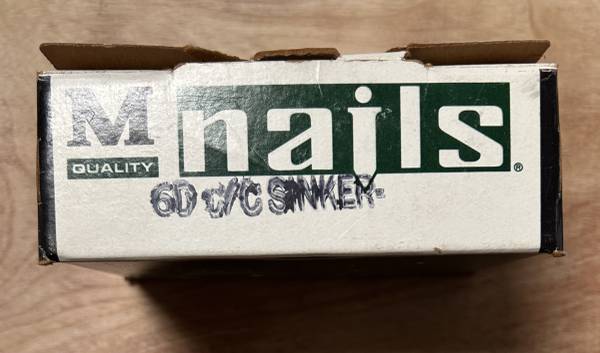 M
QUALITY
nails®
6D c/c SINKER-